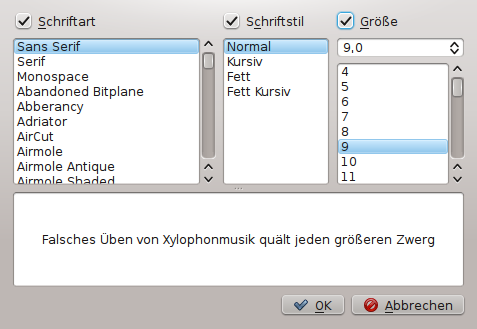 Schriftart
Schriftstil
Größe
Sans Serif
Serif
Monospace
Abandoned Bitplane
Abberancy
Adriator
AirCut
Airmole
Airmole Antique
Airmole Shaded
Normal
Kursiv
Fett
Fett Kursiv
9,0
4
5
6
7
8
9
10
11
Falsches Üben von Xylophonmusik quält jeden größeren Zwerg
OK
Abbrechen